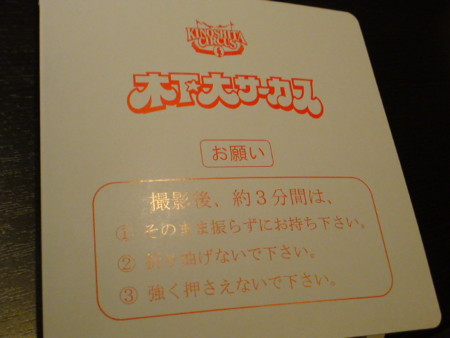 KINOSHITA
CIRCUS
木下大サーカス
お願い
撮影後、約3分間は、
① そのまま振らずにお持ち下さい。
② 折り曲げないで下さい。
③ 強く押さえないで下さい。